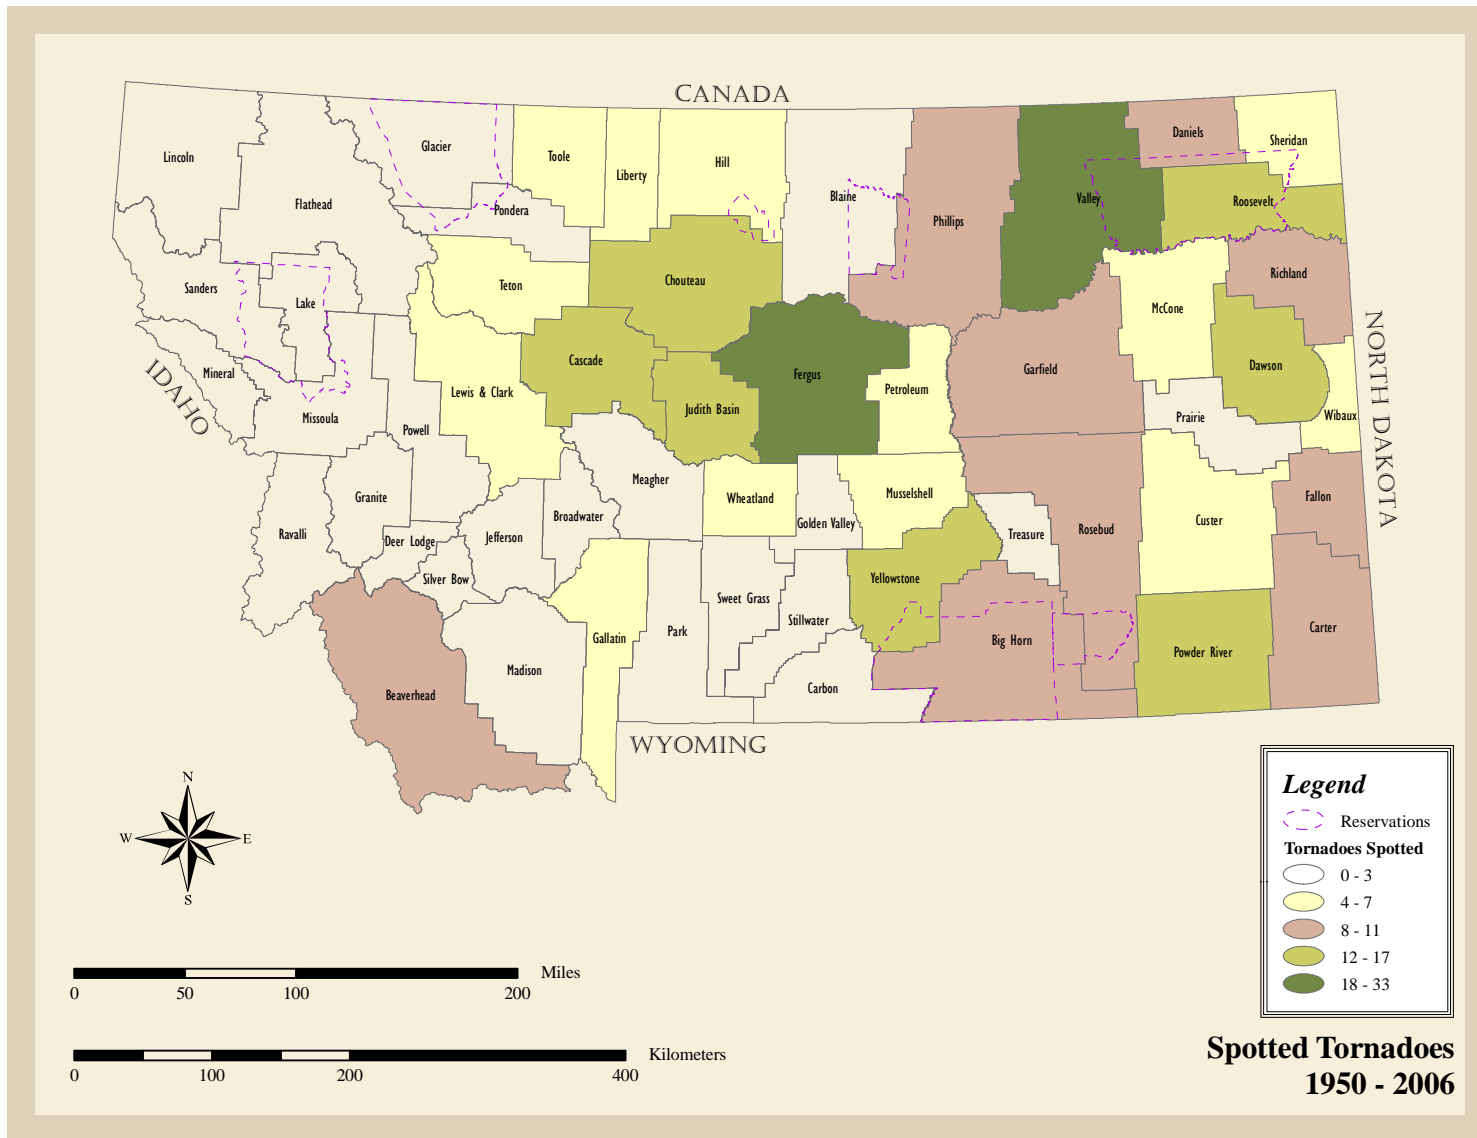 CANADA
Lincoln
Flathead
Glacier
Pondera
Toole
Liberty
Hill
Blaine
Phillips
Valley
Daniels
Sheridan
Roosevelt
Sanders
Lake
Teton
Chouteau
McCone
Richland
IDAHO
Mineral
Missoula
Powell
Lewis & Clark
Cascade
Judith Basin
Fergus
Petroleum
Garfield
Prairie
Dawson
Wibaux
NORTH DAKOTA
Ravalli
Granite
Deer Lodge
Silver Bow
Jefferson
Broadwater
Meagher
Wheatland
Golden Valley
Musselshell
Treasure
Rosebud
Custer
Fallon
Beaverhead
Madison
Gallatin
Park
Sweet Grass
Stillwater
Carbon
Yellowstone
Big Horn
Powder River
Carter
WYOMING
N
W
E
S
Legend
Reservations
Tornadoes Spotted
0 - 3
4 - 7
8 - 11
12 - 17
18 - 33
Miles
0 50 100 200
Kilometers
0 100 200 400
Spotted Tornadoes
1950 - 2006